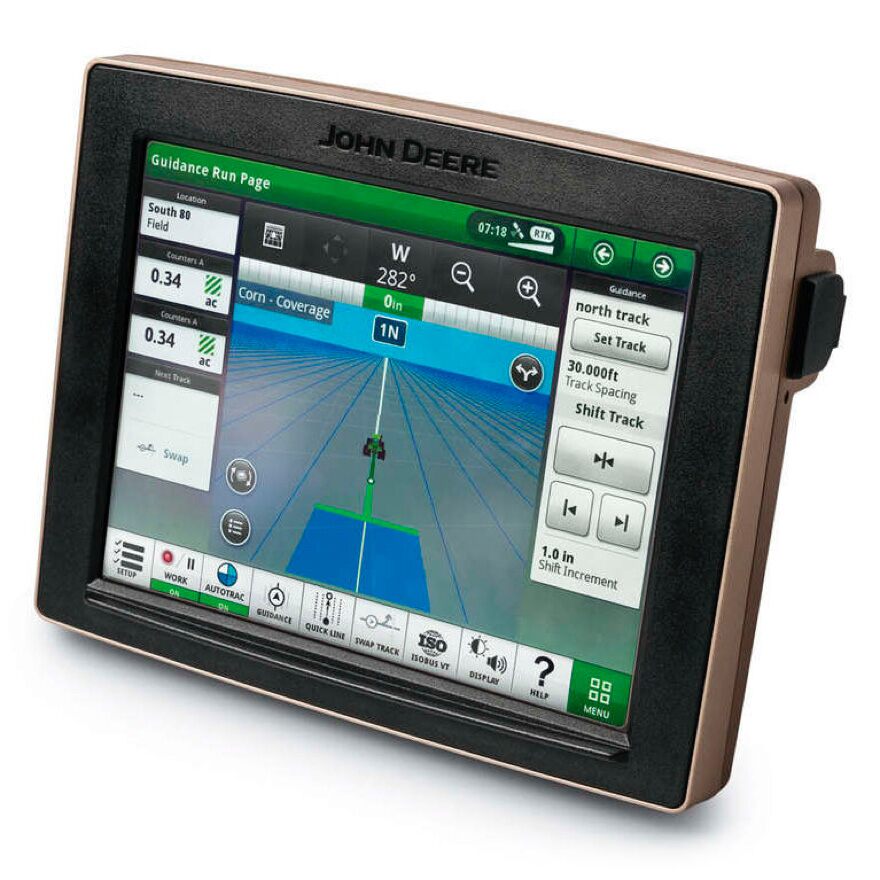 JOHN DEERE
Guidance Run Page
07:18 RTK
Location
South 80
Field
Counters A
0.34
ac
Counters A
0.34
ac
Next Track
---
Swap
W
282°
0in
Corn - Coverage
1N
Guidance
north track
Set Track
30.000ft
Track Spacing
Shift Track
1.0 in
Shift Increment
SETUP
WORK
ON
AUTOTRAC
ON
GUIDANCE
QUICK LINE
SWAP TRACK
ISO
ISOBUS VT
DISPLAY
?
HELP
MENU